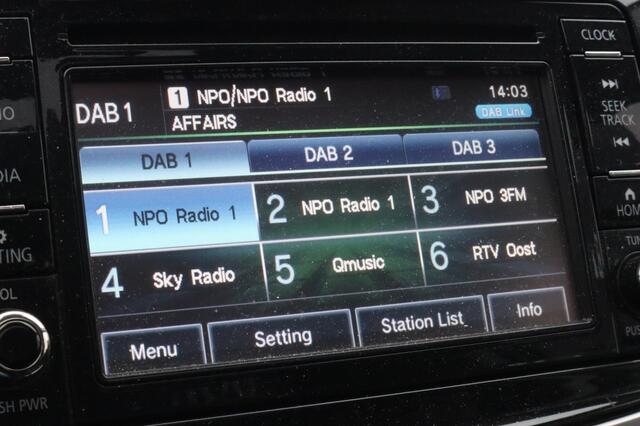 CLOCK
DAB1
1 NPO/NPO Radio 1
14:03
AFFAIRS
DAB Link
DAB 1
DAB 2
DAB 3
1 NPO Radio 1
2 NPO Radio 1
3 NPO 3FM
4 Sky Radio
5 Qmusic
6 RTV Oost
Menu
Setting
Station List
Info
SEEK
TRACK